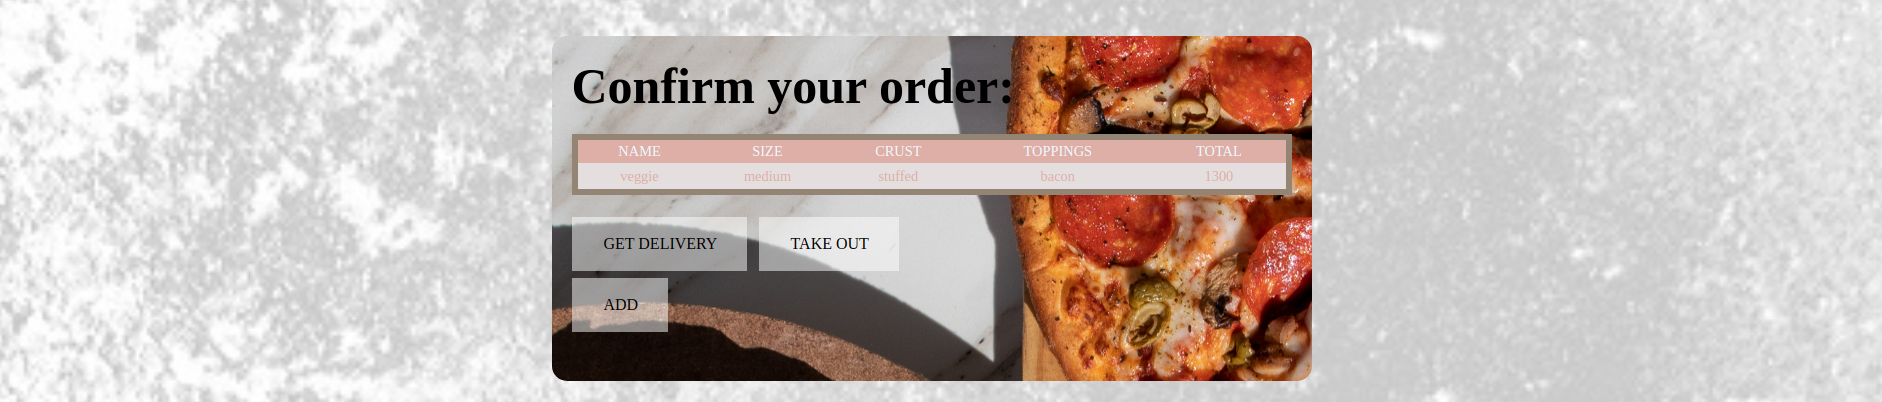 Confirm your order:
NAME SIZE CRUST TOPPINGS TOTAL
veggie medium stuffed bacon 1300
GET DELIVERY TAKE OUT
ADD